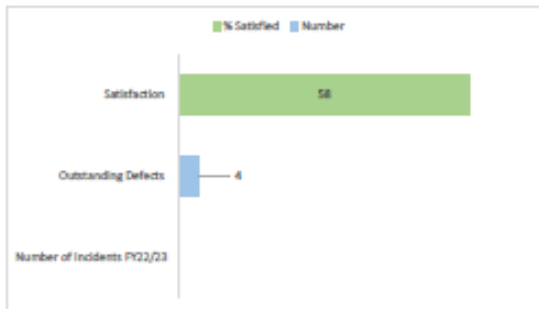 % Satisfied Number
Satisfaction 58
Outstanding Defects 4
Number of Incidents FY22/23